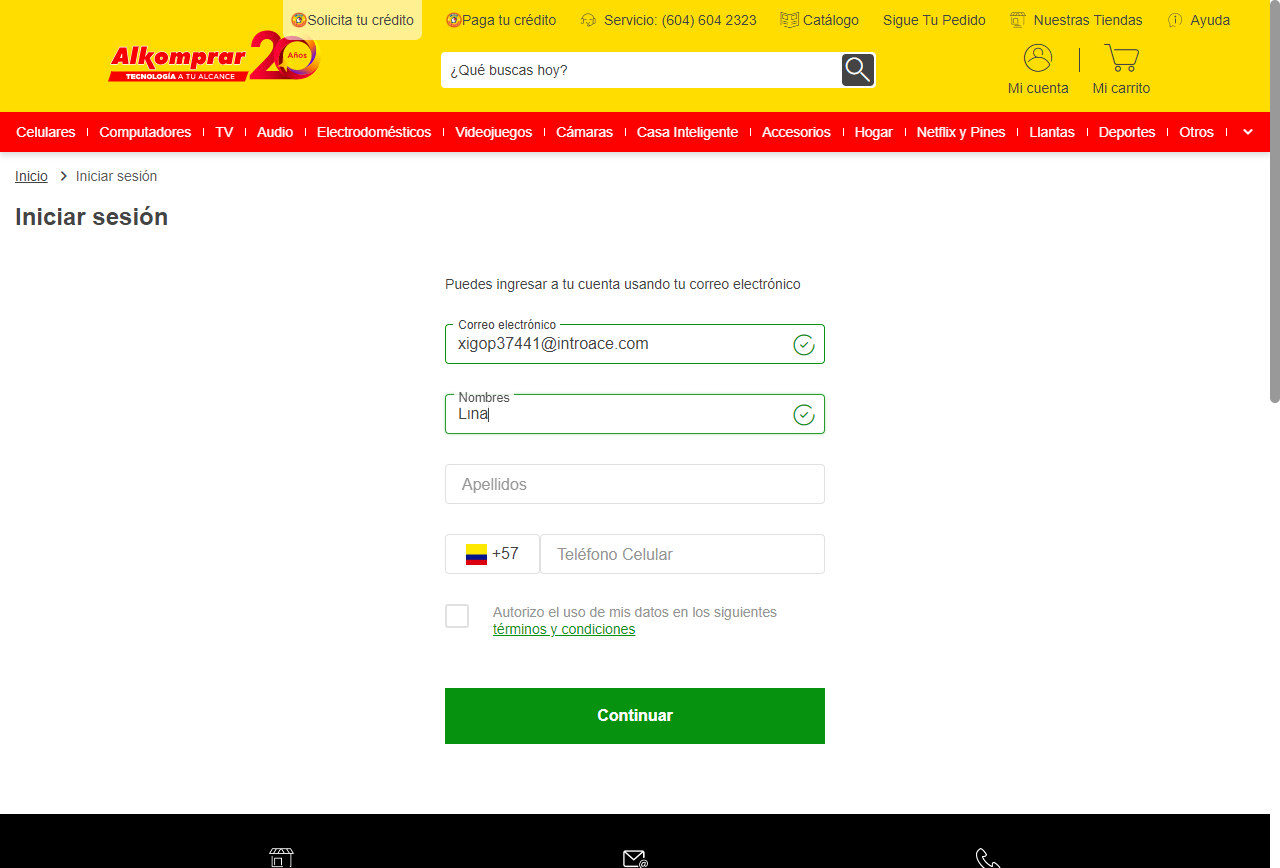 Solicita tu crédito
Paga tu crédito
Servicio: (604) 604 2323
Catálogo
Sigue Tu Pedido
Nuestras Tiendas
Ayuda
Alkomprar 20 Años
TECNOLOGÍA A TU ALCANCE
¿Qué buscas hoy?
Mi cuenta
Mi carrito
Celulares
Computadores
TV
Audio
Electrodomésticos
Videojuegos
Cámaras
Casa Inteligente
Accesorios
Hogar
Netflix y Pines
Llantas
Deportes
Otros
Inicio
Iniciar sesión
Iniciar sesión
Puedes ingresar a tu cuenta usando tu correo electrónico
Correo electrónico
xigop37441@introace.com
Nombres
Lina
Apellidos
+57
Teléfono Celular
Autorizo el uso de mis datos en los siguientes
términos y condiciones
Continuar